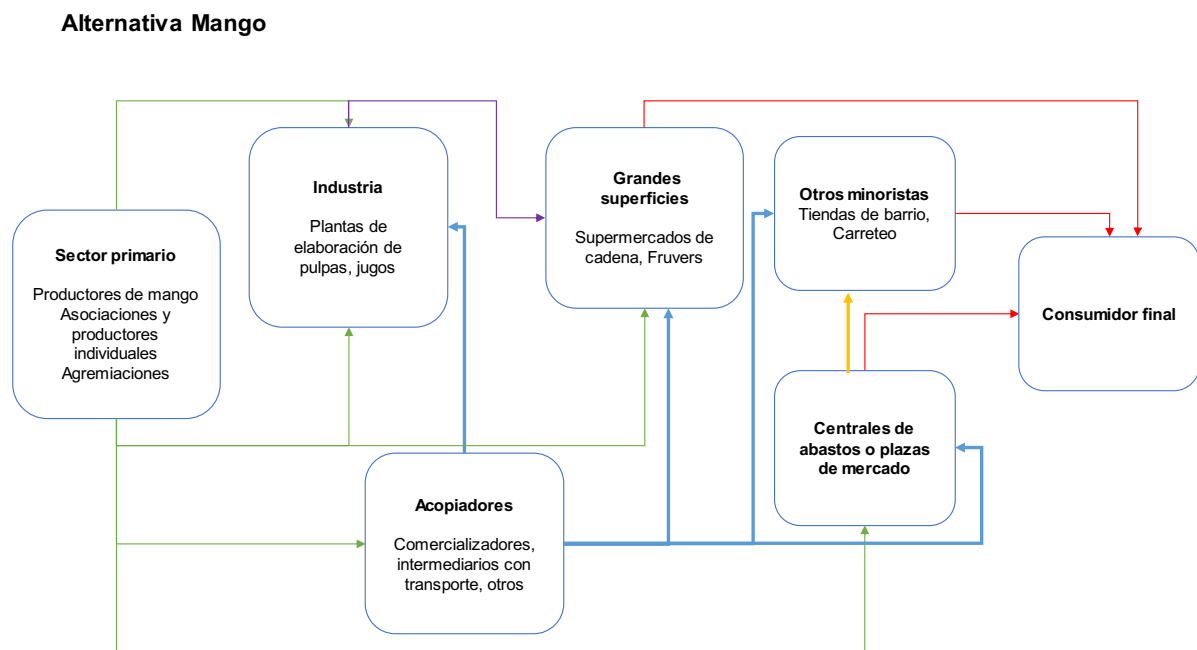 Alternativa Mango
Sector primario
Productores de mango
Asociaciones y
productores
individuales
Agremiaciones
Industria
Plantas de
elaboración de
pulpas, jugos
Acopiadores
Comercializadores,
intermediarios con
transporte, otros
Grandes
superficies
Supermercados de
cadena, Fruvers
Otros minoristas
Tiendas de barrio,
Carreteo
Centrales de
abastos o plazas
de mercado
Consumidor final